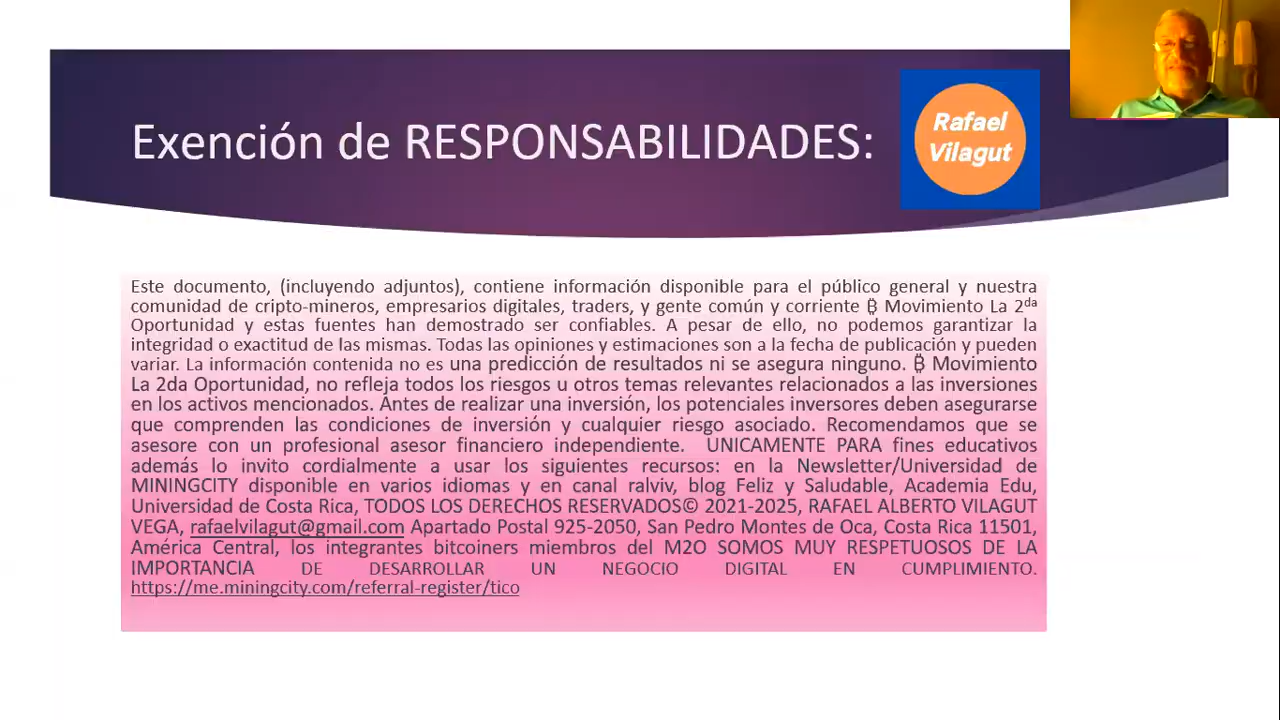 Exención de RESPONSABILIDADES:
Rafael
Vilagut
Este documento, (incluyendo adjuntos), contiene información disponible para el público general y nuestra
comunidad de cripto-mineros, empresarios digitales, traders, y gente común y corriente ₿ Movimiento La 2ᵈᵃ
Oportunidad y estas fuentes han demostrado ser confiables. A pesar de ello, no podemos garantizar la
integridad o exactitud de las mismas. Todas las opiniones y estimaciones son a la fecha de publicación y pueden
variar. La información contenida no es una predicción de resultados ni se asegura ninguno. ₿ Movimiento
La 2da Oportunidad, no refleja todos los riesgos u otros temas relevantes relacionados a las inversiones
en los activos mencionados. Antes de realizar una inversión, los potenciales inversores deben asegurarse
que comprenden las condiciones de inversión y cualquier riesgo asociado. Recomendamos que se
asesore con un profesional asesor financiero independiente. UNICAMENTE PARA fines educativos
además lo invito cordialmente a usar los siguientes recursos: en la Newsletter/Universidad de
MININGCITY disponible en varios idiomas y en canal ralviv, blog Feliz y Saludable, Academia Edu,
Universidad de Costa Rica, TODOS LOS DERECHOS RESERVADOS© 2021-2025, RAFAEL ALBERTO VILAGUT
VEGA, rafaelvilagut@gmail.com Apartado Postal 925-2050, San Pedro Montes de Oca, Costa Rica 11501,
América Central, los integrantes bitcoiners miembros del M2O SOMOS MUY RESPETUOSOS DE LA
IMPORTANCIA DE DESARROLLAR UN NEGOCIO DIGITAL EN CUMPLIMIENTO.
https://me.miningcity.com/referral-register/tico